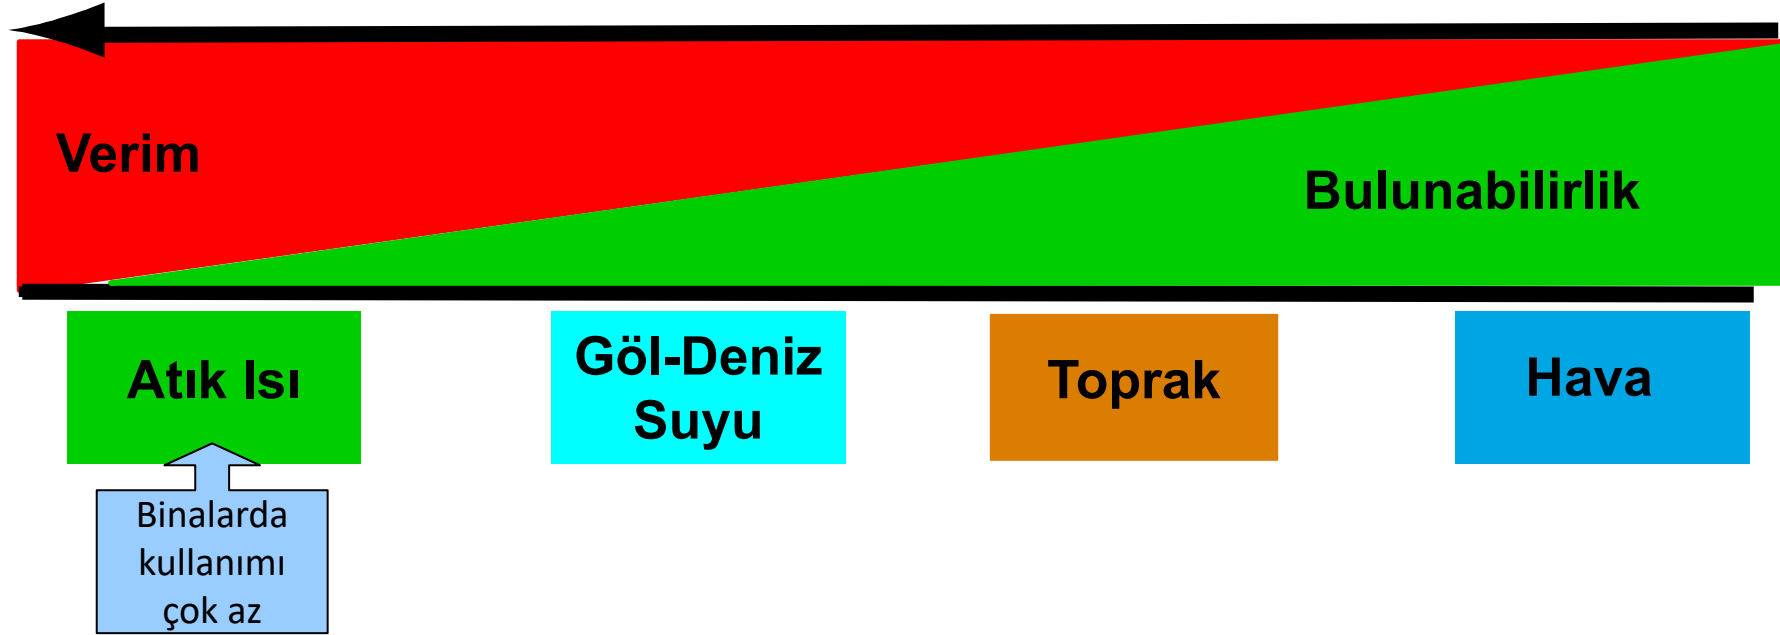 Verim
Bulunabilirlik
Atık Isı
Göl-Deniz
Suyu
Toprak
Hava
Binalarda
kullanımı
çok az